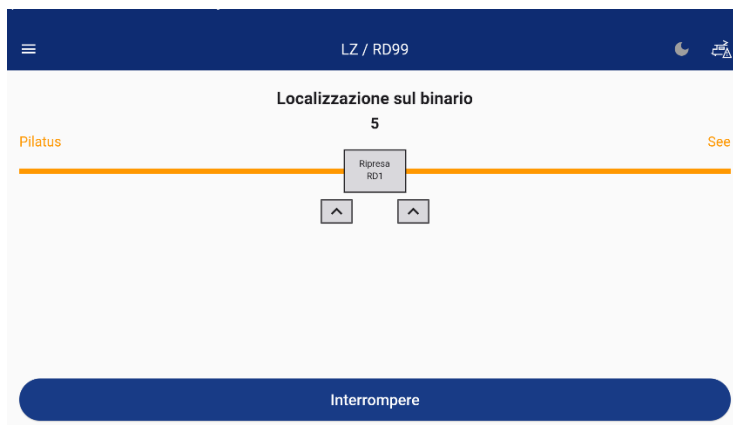 LZ / RD99
Localizzazione sul binario
5
Pilatus
See
Ripresa
RD1
Interrompere